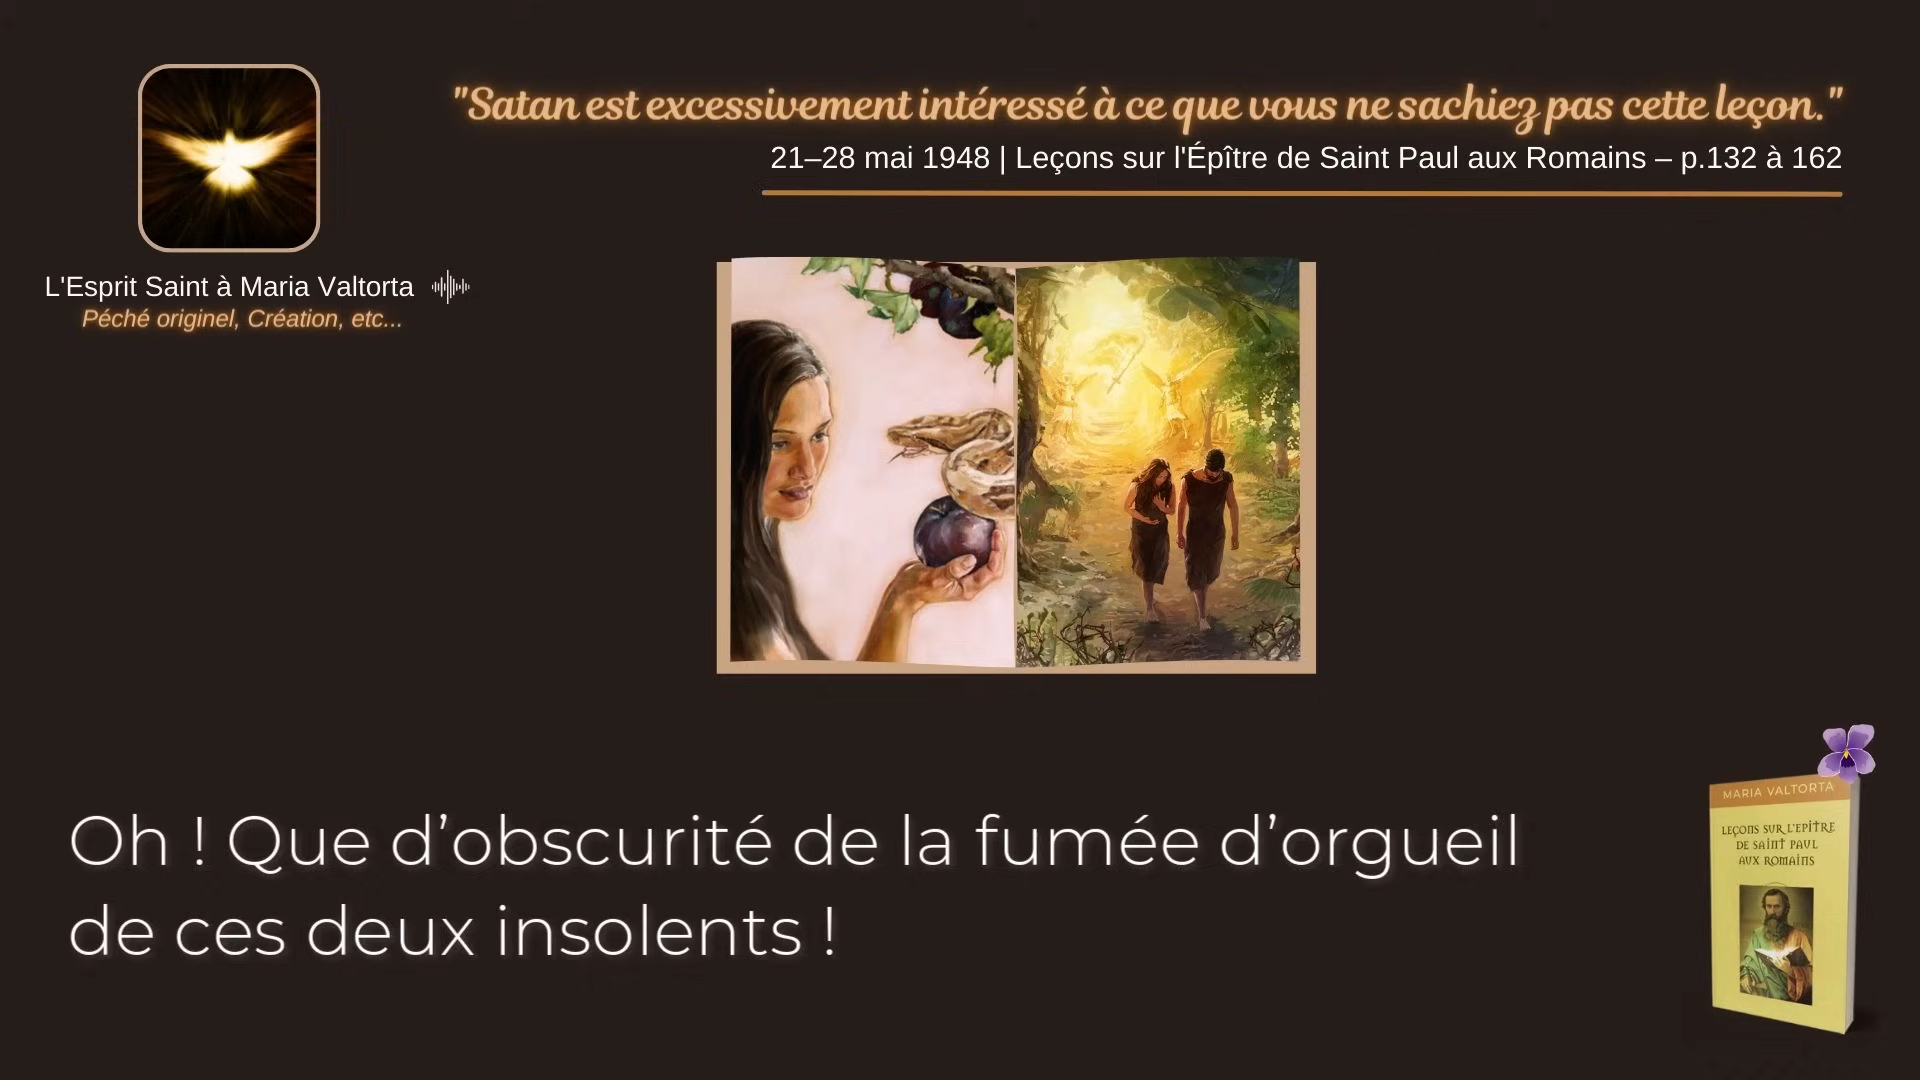 "Satan est excessivement intéressé à ce que vous ne sachiez pas cette leçon."
21–28 mai 1948 | Leçons sur l'Épître de Saint Paul aux Romains – p.132 à 162
L'Esprit Saint à Maria Valtorta
Péché originel, Création, etc...
Oh ! Que d’obscurité de la fumée d’orgueil
de ces deux insolents !
MARIA VALTORTA
LEÇONS SUR L'EPÎTRE
DE SAINT PAUL
AUX ROMAINS